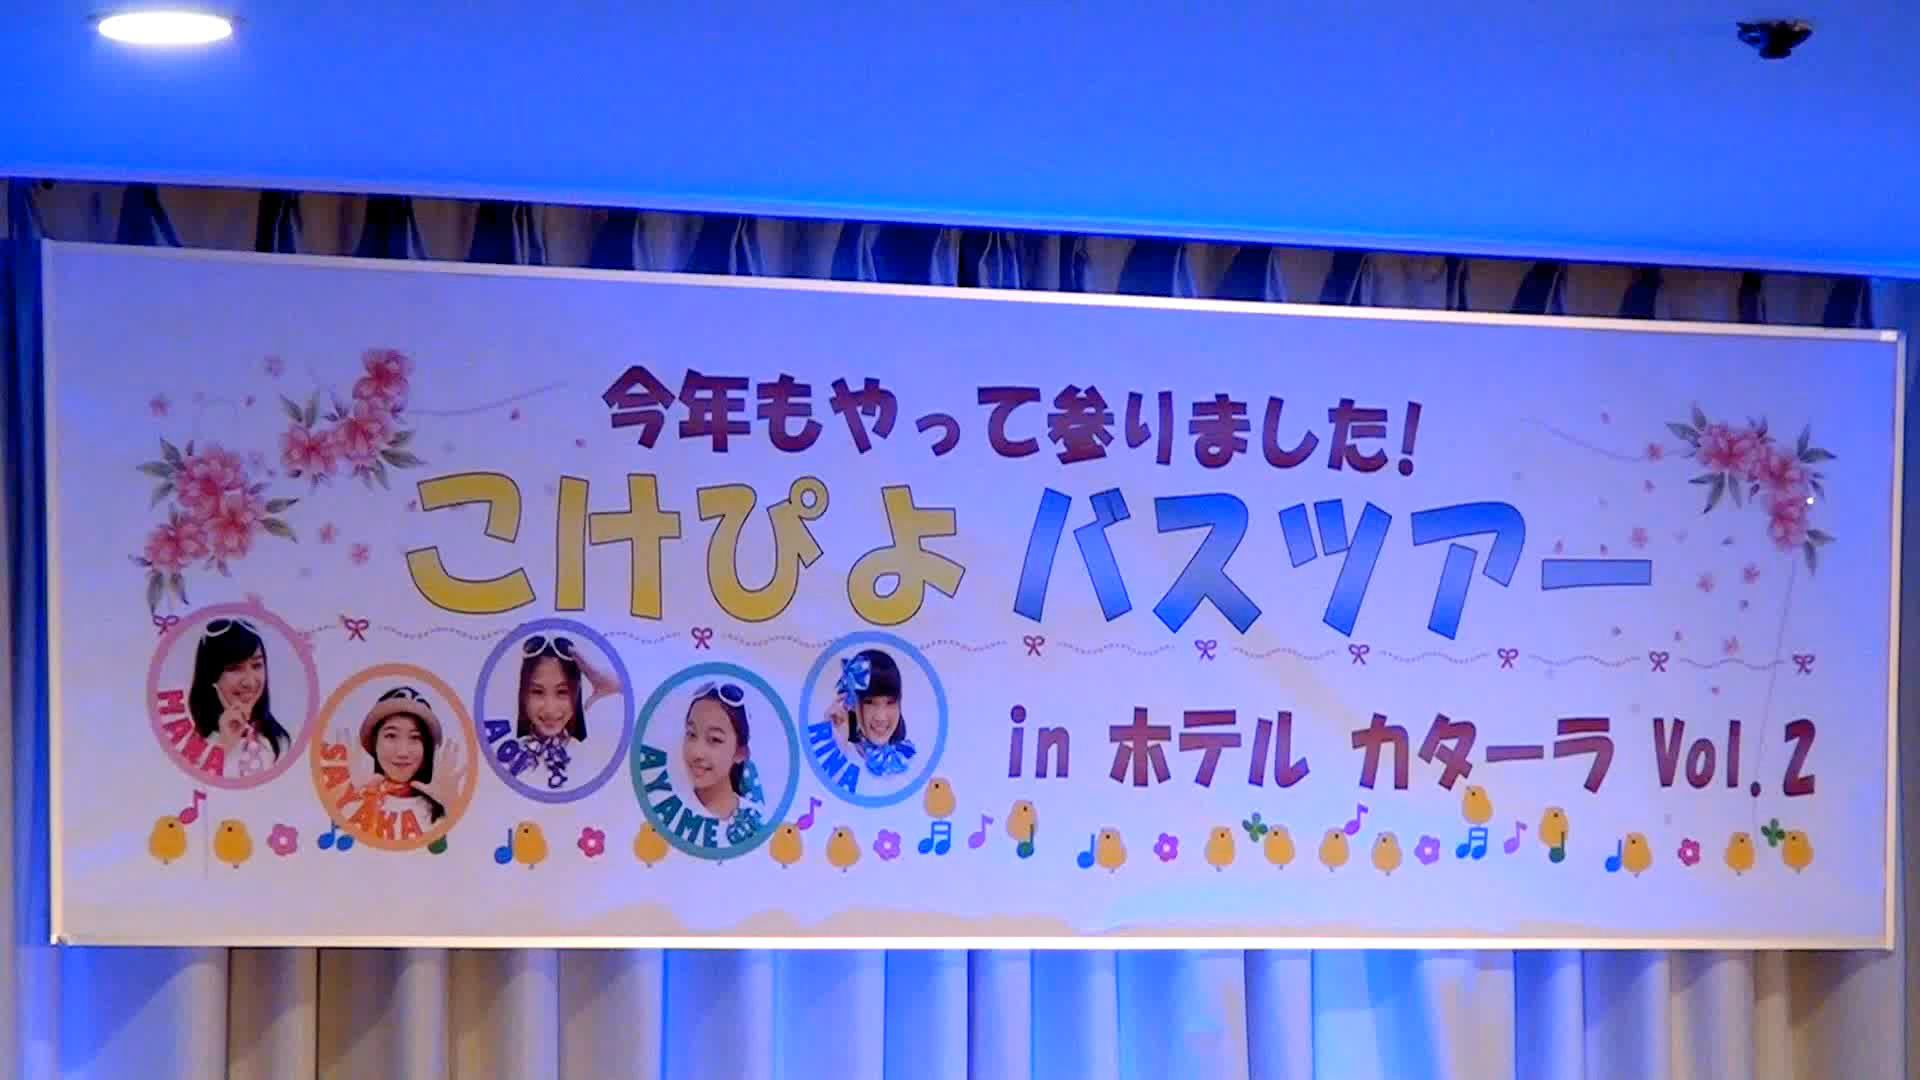 今年もやって参りました!
こけぴよ バスツアー
in ホテル カターラ Vol.2
MANA
SAYAKA
AOI
AYAME
RINA